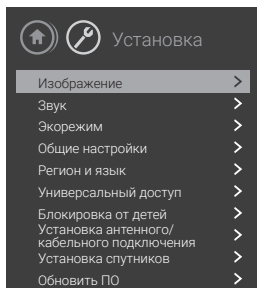 Установка
Изображение
Звук
Экорежим
Общие настройки
Регион и язык
Универсальный доступ
Блокировка от детей
Установка антенного/
кабельного подключения
Установка спутников
Обновить ПО